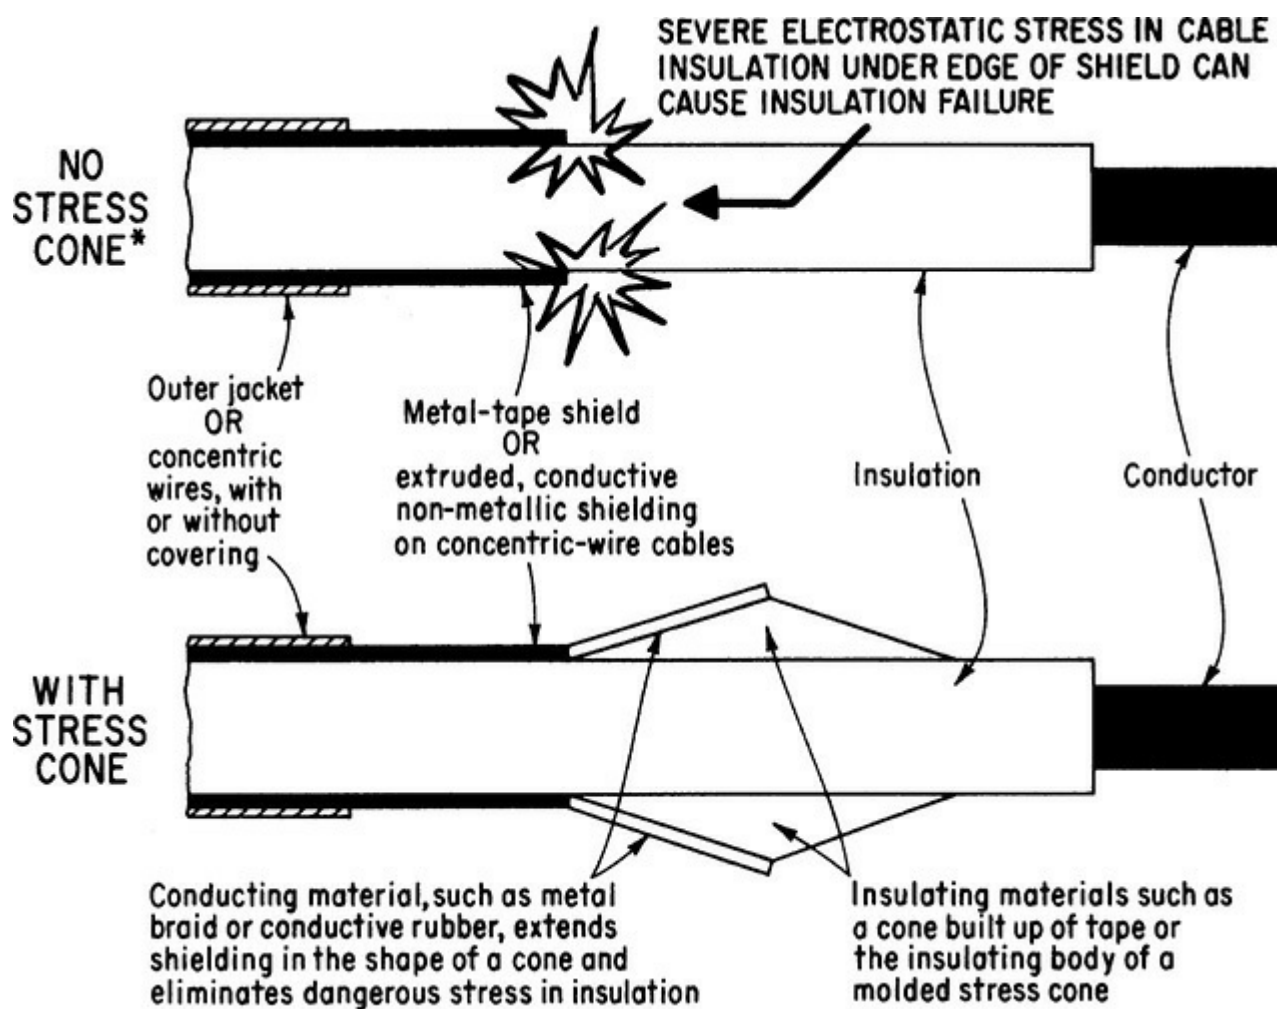 SEVERE ELECTROSTATIC STRESS IN CABLE
INSULATION UNDER EDGE OF SHIELD CAN
CAUSE INSULATION FAILURE
NO
STRESS
CONE*
Outer jacket
OR
concentric
wires, with
or without
covering
Metal-tape shield
OR
extruded, conductive
non-metallic shielding
on concentric-wire cables
Insulation
Conductor
WITH
STRESS
CONE
Conducting material, such as metal
braid or conductive rubber, extends
shielding in the shape of a cone and
eliminates dangerous stress in insulation
Insulating materials such as
a cone built up of tape or
the insulating body of a
molded stress cone